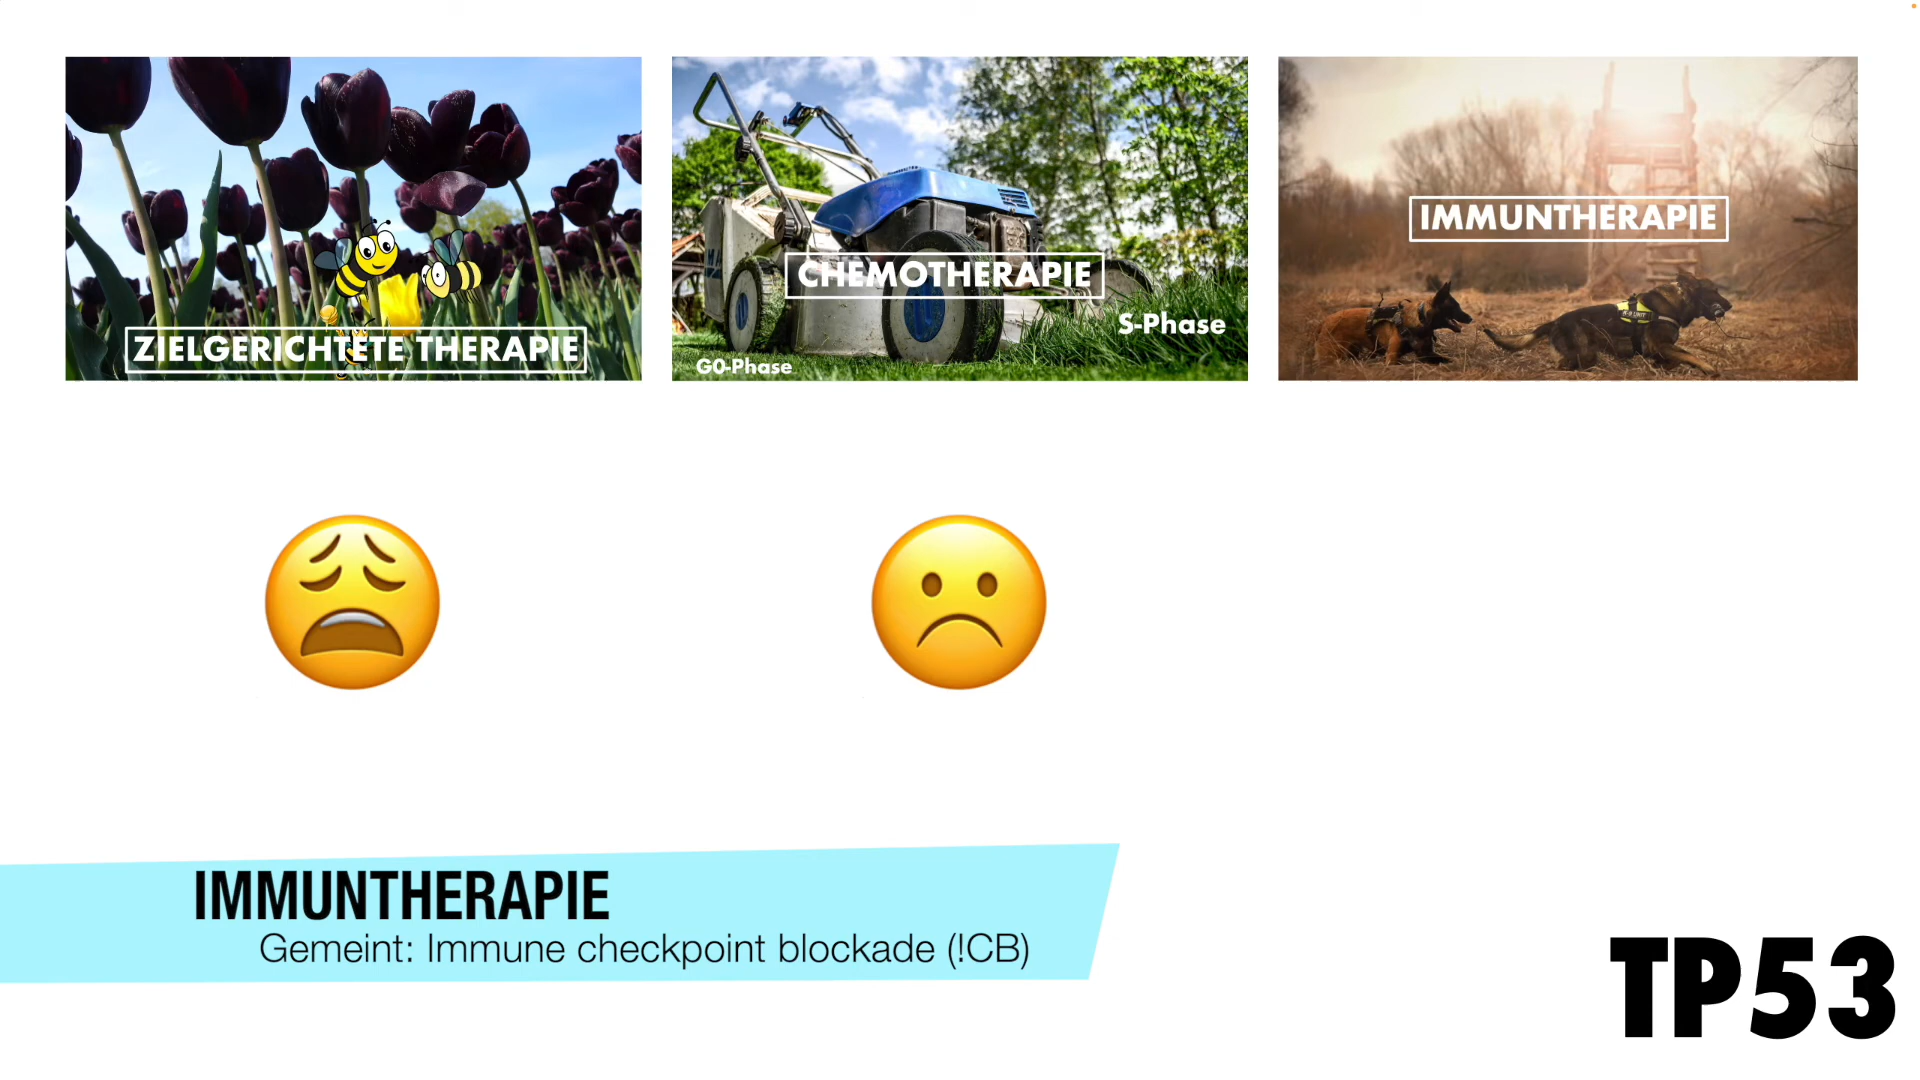 ZIELGERICHTETE THERAPIE
CHEMOTHERAPIE
S-Phase
G0-Phase
IMMUNTHERAPIE
IMMUNTHERAPIE
Gemeint: Immune checkpoint blockade (!CB)
TP53